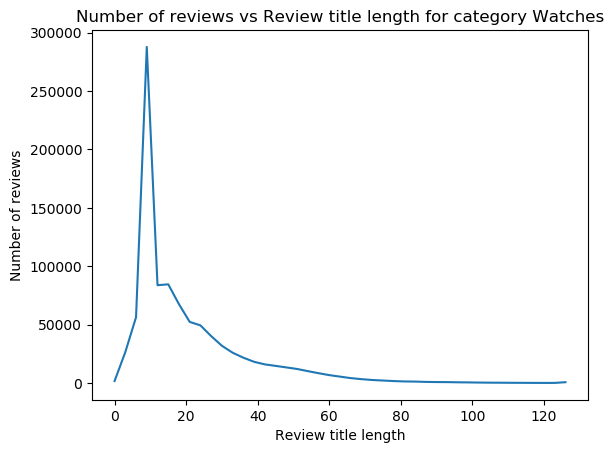 Number of reviews vs Review title length for category Watches
300000
250000
200000
150000
100000
50000
0
Number of reviews
0 20 40 60 80 100 120
Review title length